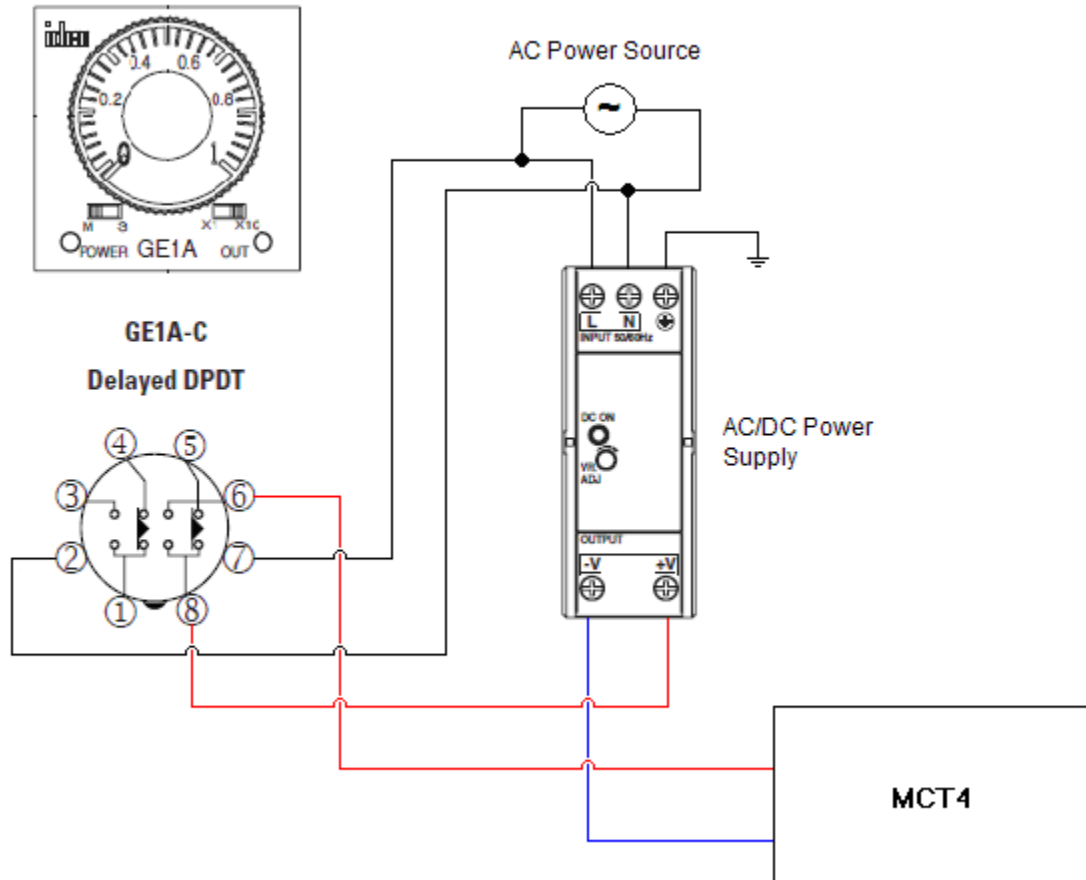 idec
0.4 0.6
0.2 0.8
0 1
M S X1 X10
POWER GE1A OUT
GE1A-C
Delayed DPDT
④ ⑤
③ ⑥
② ⑦
① ⑧
AC Power Source
~
L N
INPUT 50/60Hz
DC ON
VR.
ADJ
OUTPUT
-V +V
AC/DC Power
Supply
MCT4